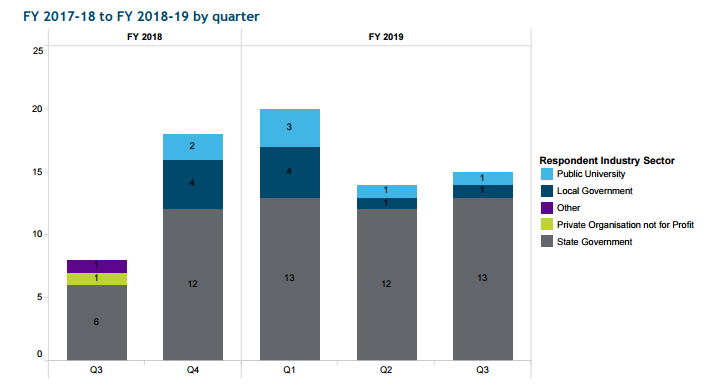 FY 2017-18 to FY 2018-19 by quarter
FY 2018 FY 2019
25
20
15
10
5
0
1
1
6
2
4
12
3
4
13
1
1
12
1
1
13
Q3 Q4 Q1 Q2 Q3
Respondent Industry Sector
Public University
Local Government
Other
Private Organisation not for Profit
State Government